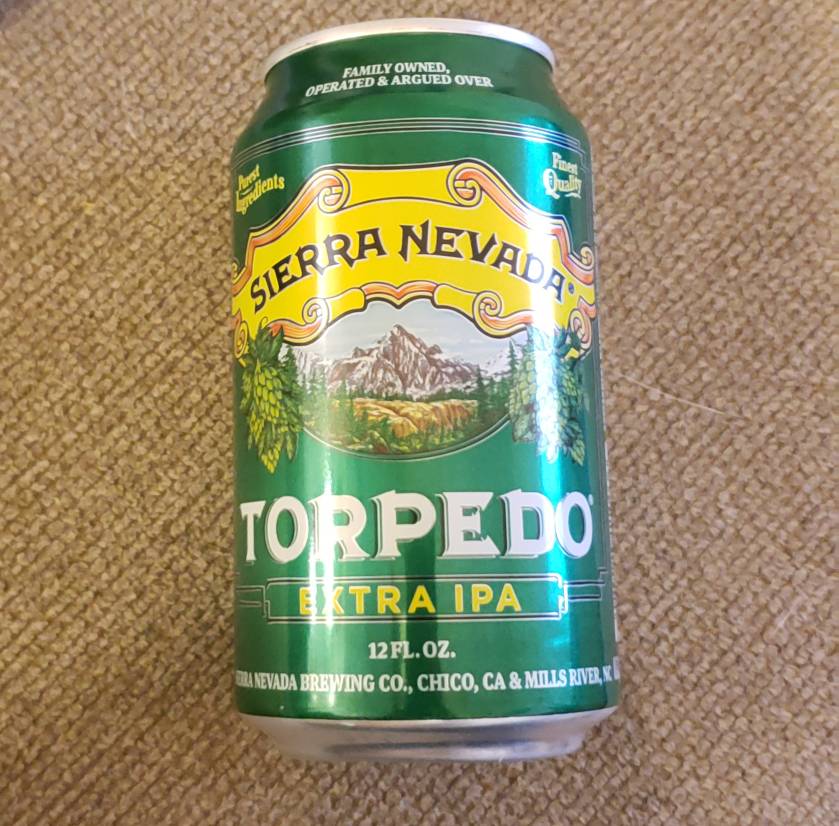 FAMILY OWNED,
OPERATED & ARGUED OVER
Purest
Ingredients
Finest
Quality
SIERRA NEVADA®
TORPEDO®
EXTRA IPA
12 FL. OZ.
NEVADA BREWING CO., CHICO, CA & MILLS RIVER, NC